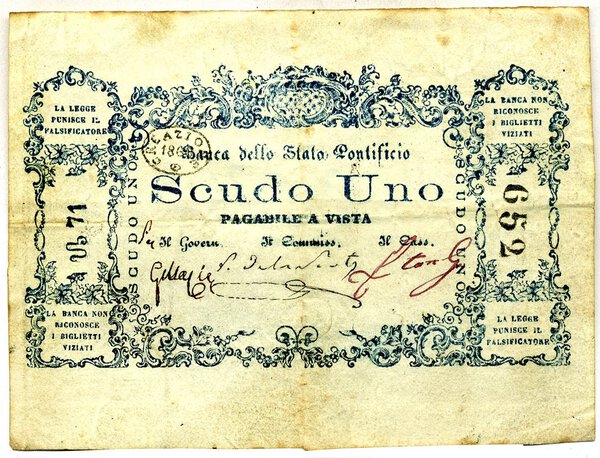 LA LEGGE
PUNISCE IL
FALSIFICATORE
LA BANCA NON
RICONOSCE
I BIGLIETTI
VIZIATI
Banca dello Stato Pontificio
Scudo Uno
PAGABILE A VISTA
Il Govern. Il Commiss. Il Cass.
SCUDO UNO
SCUDO UNO
71
652
LA BANCA NON
RICONOSCE
I BIGLIETTI
VIZIATI
LA LEGGE
PUNISCE IL
FALSIFICATORE